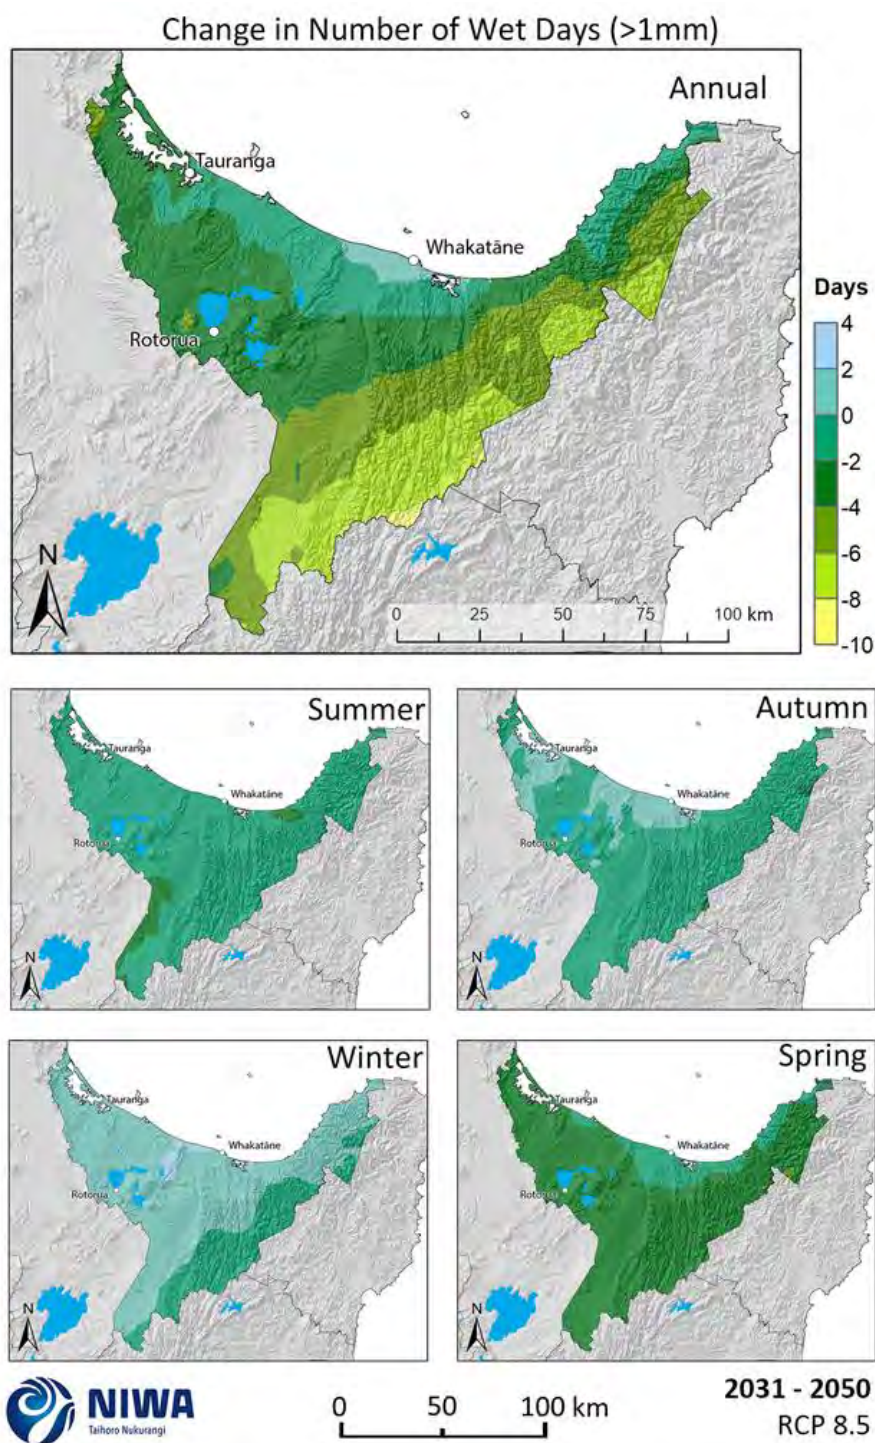 Change in Number of Wet Days (>1mm)
Annual
Tauranga
Whakatāne
Rotorua
Days
4
2
0
-2
-4
-6
-8
-10
N
0 25 50 75 100 km
Summer
Tauranga
Whakatāne
Rotorua
N
Autumn
Tauranga
Whakatāne
Rotorua
N
Winter
Tauranga
Whakatāne
Rotorua
N
Spring
Tauranga
Whakatāne
Rotorua
N
NIWA
Taihoro Nukurangi
0 50 100 km
2031 - 2050
RCP 8.5